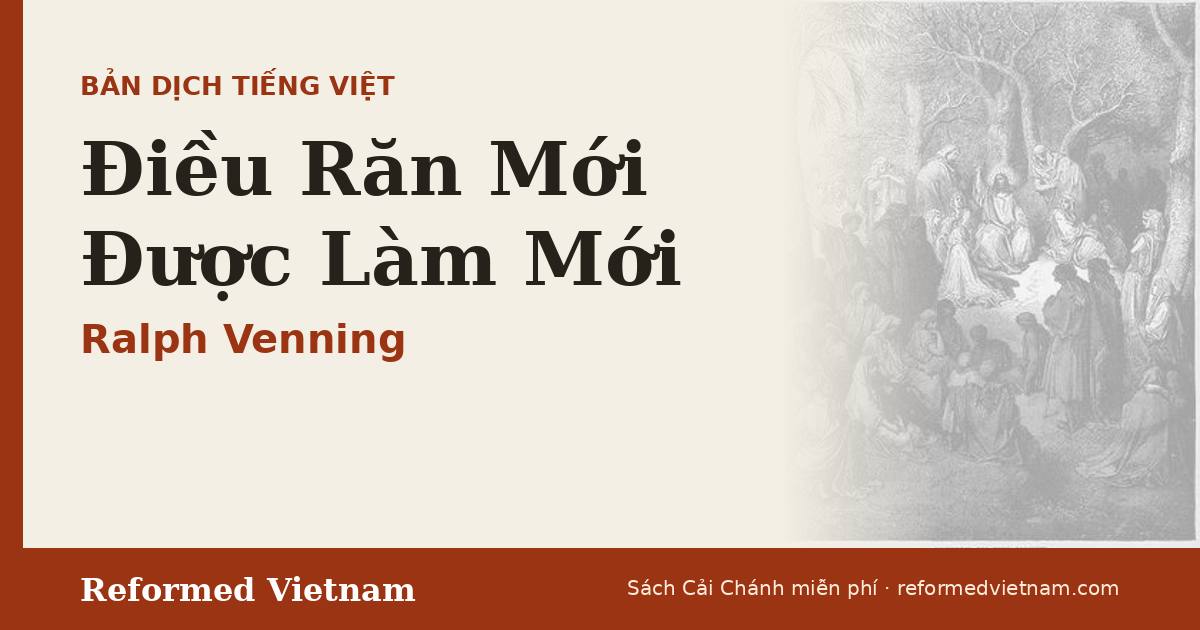 BẢN DỊCH TIẾNG VIỆT
Điều Răn Mới
Được Làm Mới
Ralph Venning
Reformed Vietnam
Sách Cải Chánh miễn phí · reformedvietnam.com